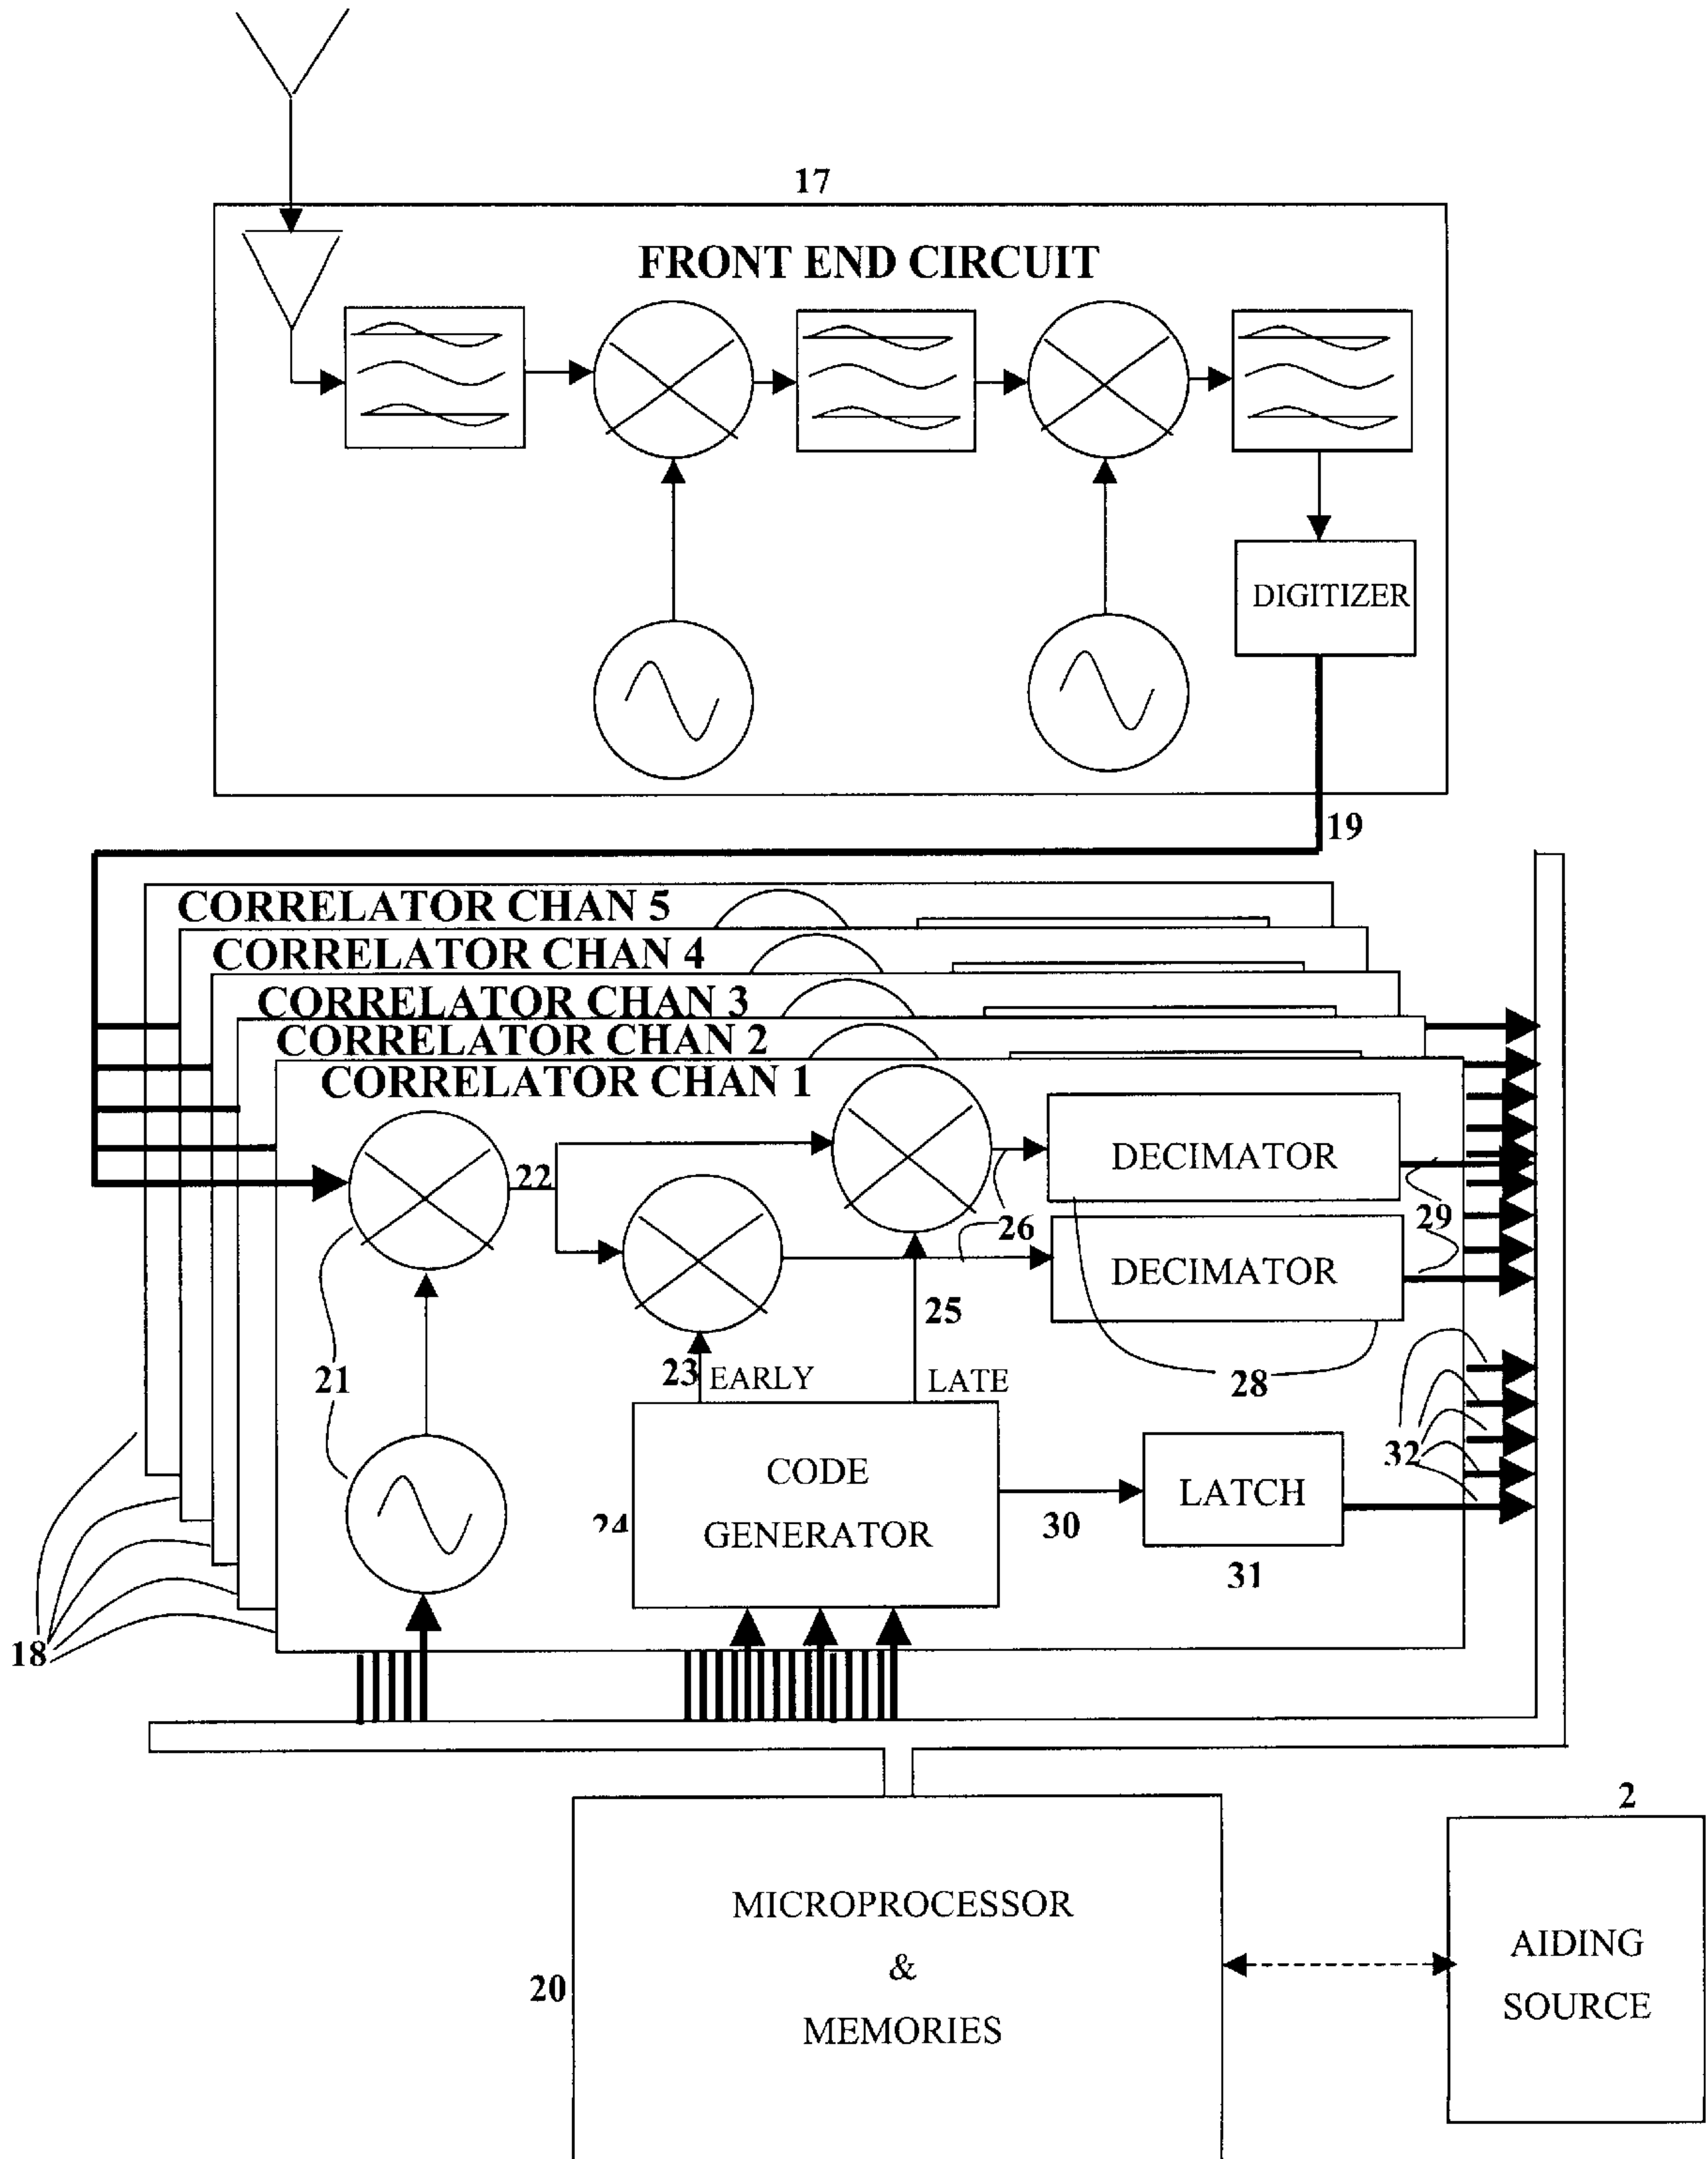 17
FRONT END CIRCUIT
DIGITIZER
19
CORRELATOR CHAN 5
CORRELATOR CHAN 4
CORRELATOR CHAN 3
CORRELATOR CHAN 2
CORRELATOR CHAN 1
22
DECIMATOR
26
29
DECIMATOR
25
21
23
EARLY
LATE
28
32
CODE
GENERATOR
24
LATCH
30
31
18
2
MICROPROCESSOR
&
MEMORIES
20
AIDING
SOURCE